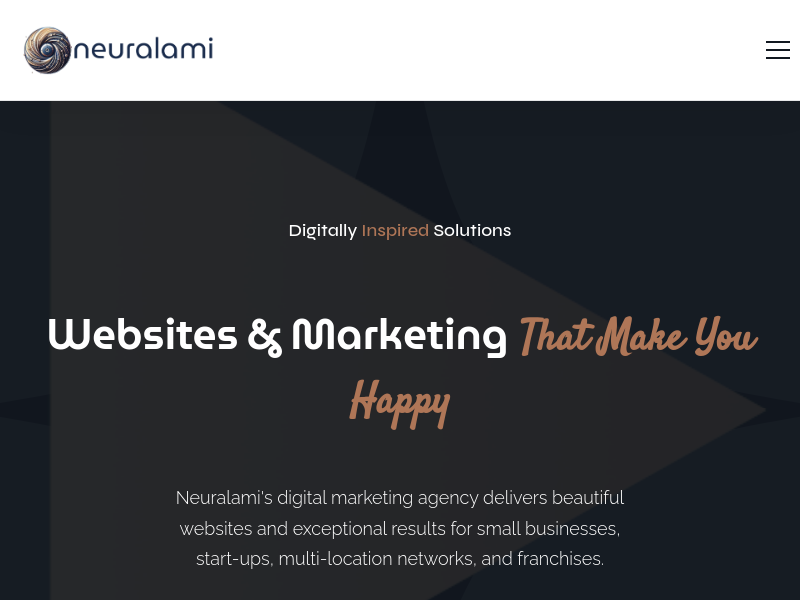 neuralami
Digitally Inspired Solutions
Websites & Marketing That Make You
Happy
Neuralami's digital marketing agency delivers beautiful
websites and exceptional results for small businesses,
start-ups, multi-location networks, and franchises.